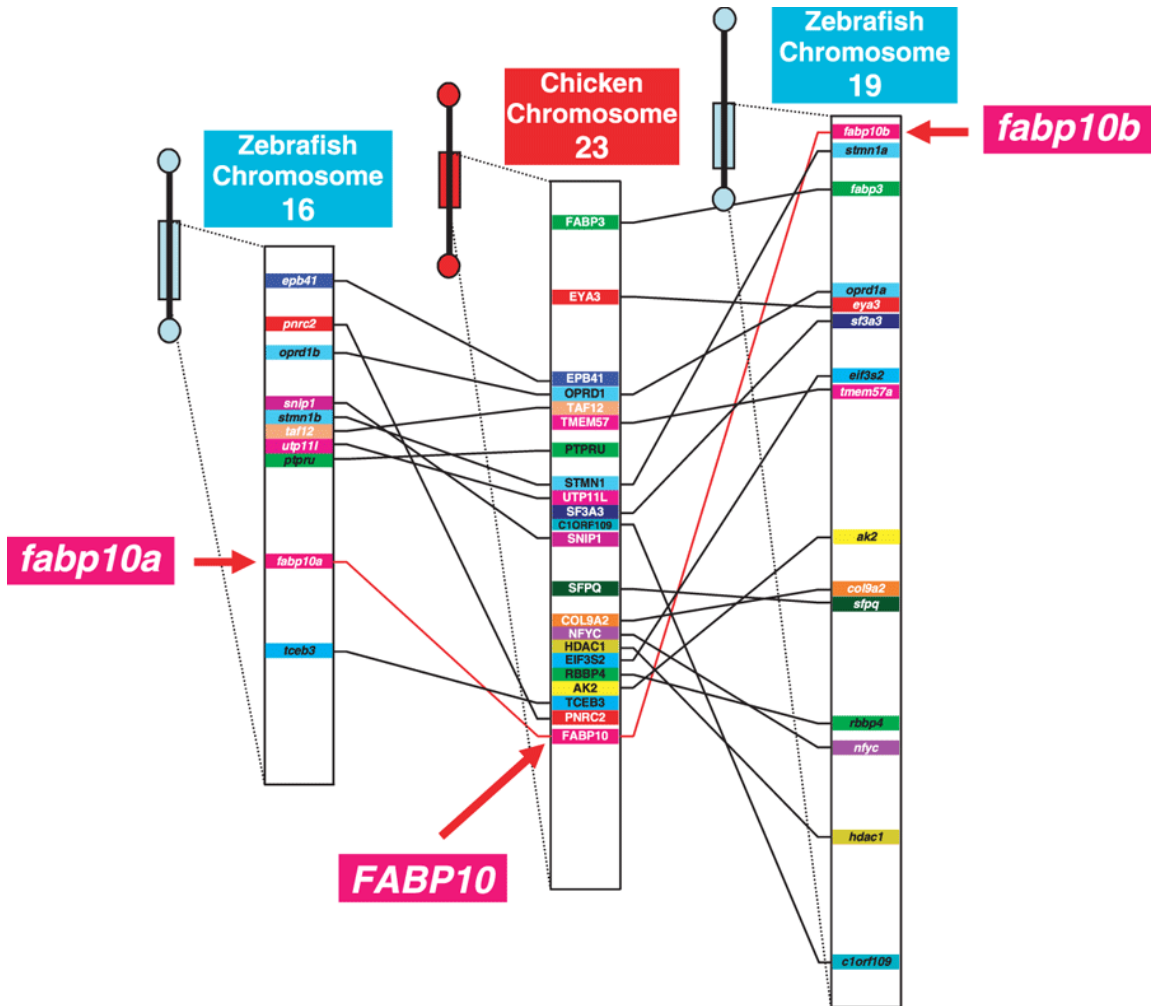 Zebrafish
Chromosome
16
Chicken
Chromosome
23
Zebrafish
Chromosome
19
epb41
pnrc2
oprd1b
snip1
stmn1b
taf12
utp11l
ptpru
fabp10a
tceb3
fabp10a
FABP3
EYA3
EPB41
OPRD1
TAF12
TMEM57
PTPRU
STMN1
UTP11L
SF3A3
C1ORF109
SNIP1
SFPQ
COL9A2
NFYC
HDAC1
EIF3S2
RBBP4
AK2
TCEB3
PNRC2
FABP10
FABP10
fabp10b
stmn1a
fabp3
oprd1a
eya3
sf3a3
eif3s2
tmem57a
ak2
col9a2
sfpq
rbbp4
nfyc
hdac1
c1orf109
fabp10b